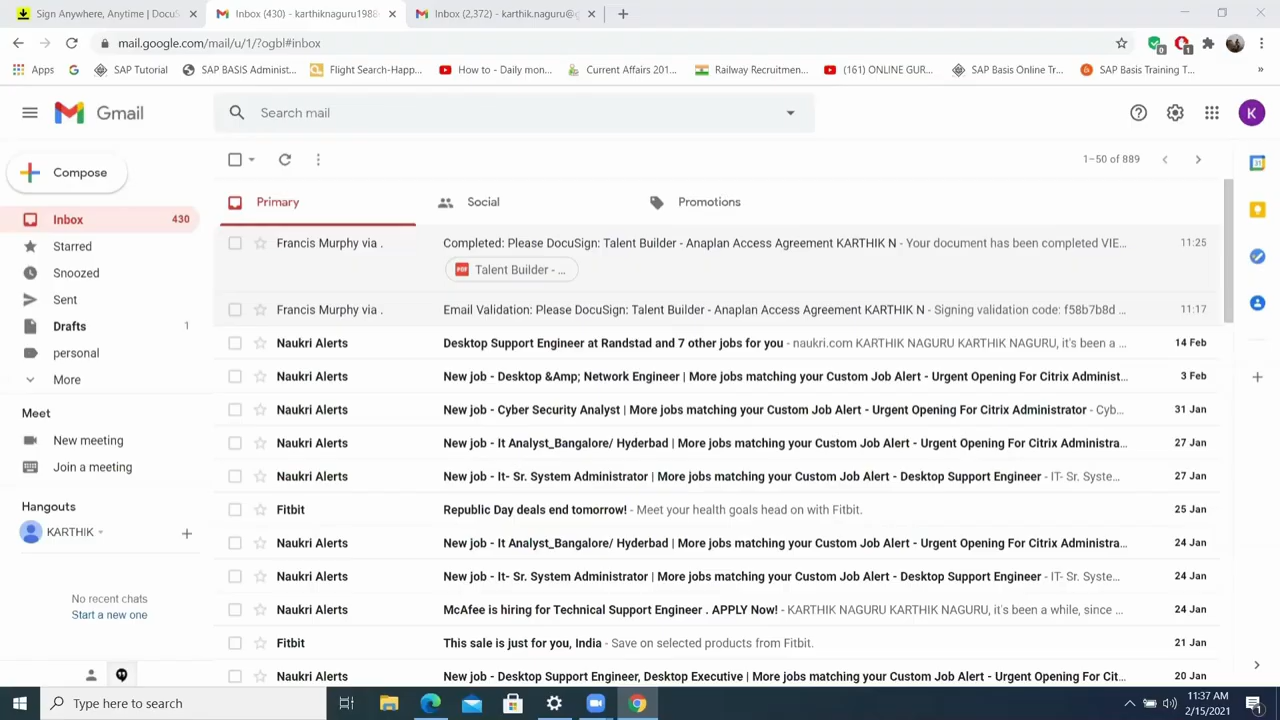 Sign Anywhere, Anytime | DocuS
Inbox (430) - karthiknaguru1988
Inbox (2,372) - karthik.naguru@g
mail.google.com/mail/u/1/?ogbl#inbox
Apps
SAP Tutorial
SAP BASIS Administ...
Flight Search-Happ...
How to - Daily mon...
Current Affairs 201...
Railway Recruitmen...
(161) ONLINE GUR...
SAP Basis Online Tr...
SAP Basis Training T...
Gmail
Search mail
K
Compose
1–50 of 889
Inbox 430
Starred
Snoozed
Sent
Drafts 1
personal
More
Meet
New meeting
Join a meeting
Hangouts
KARTHIK
No recent chats
Start a new one
Primary
Social
Promotions
Francis Murphy via . Completed: Please DocuSign: Talent Builder - Anaplan Access Agreement KARTHIK N - Your document has been completed VIE... 11:25
PDF Talent Builder - ...
Francis Murphy via . Email Validation: Please DocuSign: Talent Builder - Anaplan Access Agreement KARTHIK N - Signing validation code: f58b7b8d ... 11:17
Naukri Alerts Desktop Support Engineer at Randstad and 7 other jobs for you - naukri.com KARTHIK NAGURU KARTHIK NAGURU, it's been a ... 14 Feb
Naukri Alerts New job - Desktop &Amp; Network Engineer | More jobs matching your Custom Job Alert - Urgent Opening For Citrix Administ... 3 Feb
Naukri Alerts New job - Cyber Security Analyst | More jobs matching your Custom Job Alert - Urgent Opening For Citrix Administrator - Cyb... 31 Jan
Naukri Alerts New job - It Analyst_Bangalore/ Hyderbad | More jobs matching your Custom Job Alert - Urgent Opening For Citrix Administra... 27 Jan
Naukri Alerts New job - It- Sr. System Administrator | More jobs matching your Custom Job Alert - Desktop Support Engineer - IT- Sr. Syste... 27 Jan
Fitbit Republic Day deals end tomorrow! - Meet your health goals head on with Fitbit. 25 Jan
Naukri Alerts New job - It Analyst_Bangalore/ Hyderbad | More jobs matching your Custom Job Alert - Urgent Opening For Citrix Administra... 24 Jan
Naukri Alerts New job - It- Sr. System Administrator | More jobs matching your Custom Job Alert - Desktop Support Engineer - IT- Sr. Syste... 24 Jan
Naukri Alerts McAfee is hiring for Technical Support Engineer . APPLY Now! - KARTHIK NAGURU KARTHIK NAGURU, it's been a while, since ... 24 Jan
Fitbit This sale is just for you, India - Save on selected products from Fitbit. 21 Jan
Naukri Alerts New job - Desktop Support Engineer, Desktop Executive | More jobs matching your Custom Job Alert - Urgent Opening For Cit... 20 Jan
Type here to search
11:37 AM
2/15/2021